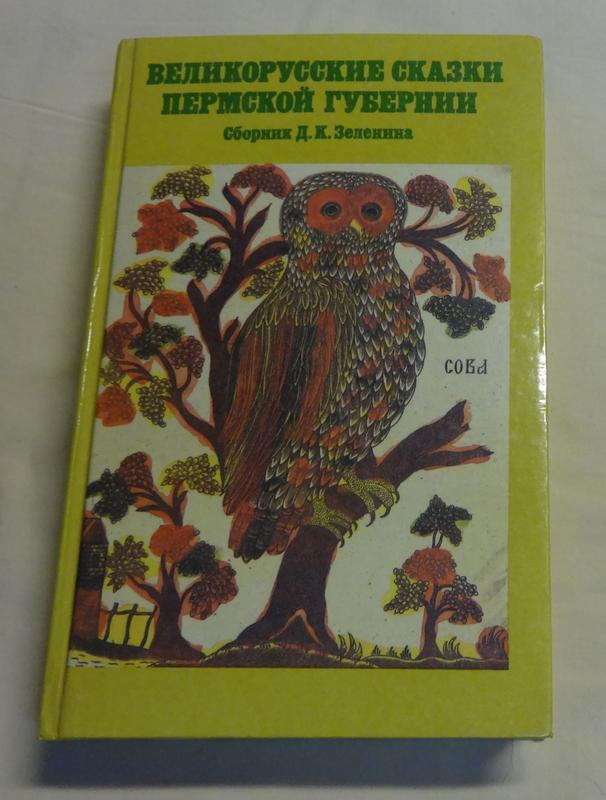 ВЕЛИКОРУССКИЕ СКАЗКИ
ПЕРМСКОЙ ГУБЕРНИИ
Сборник Д. К. Зеленина
СОВА